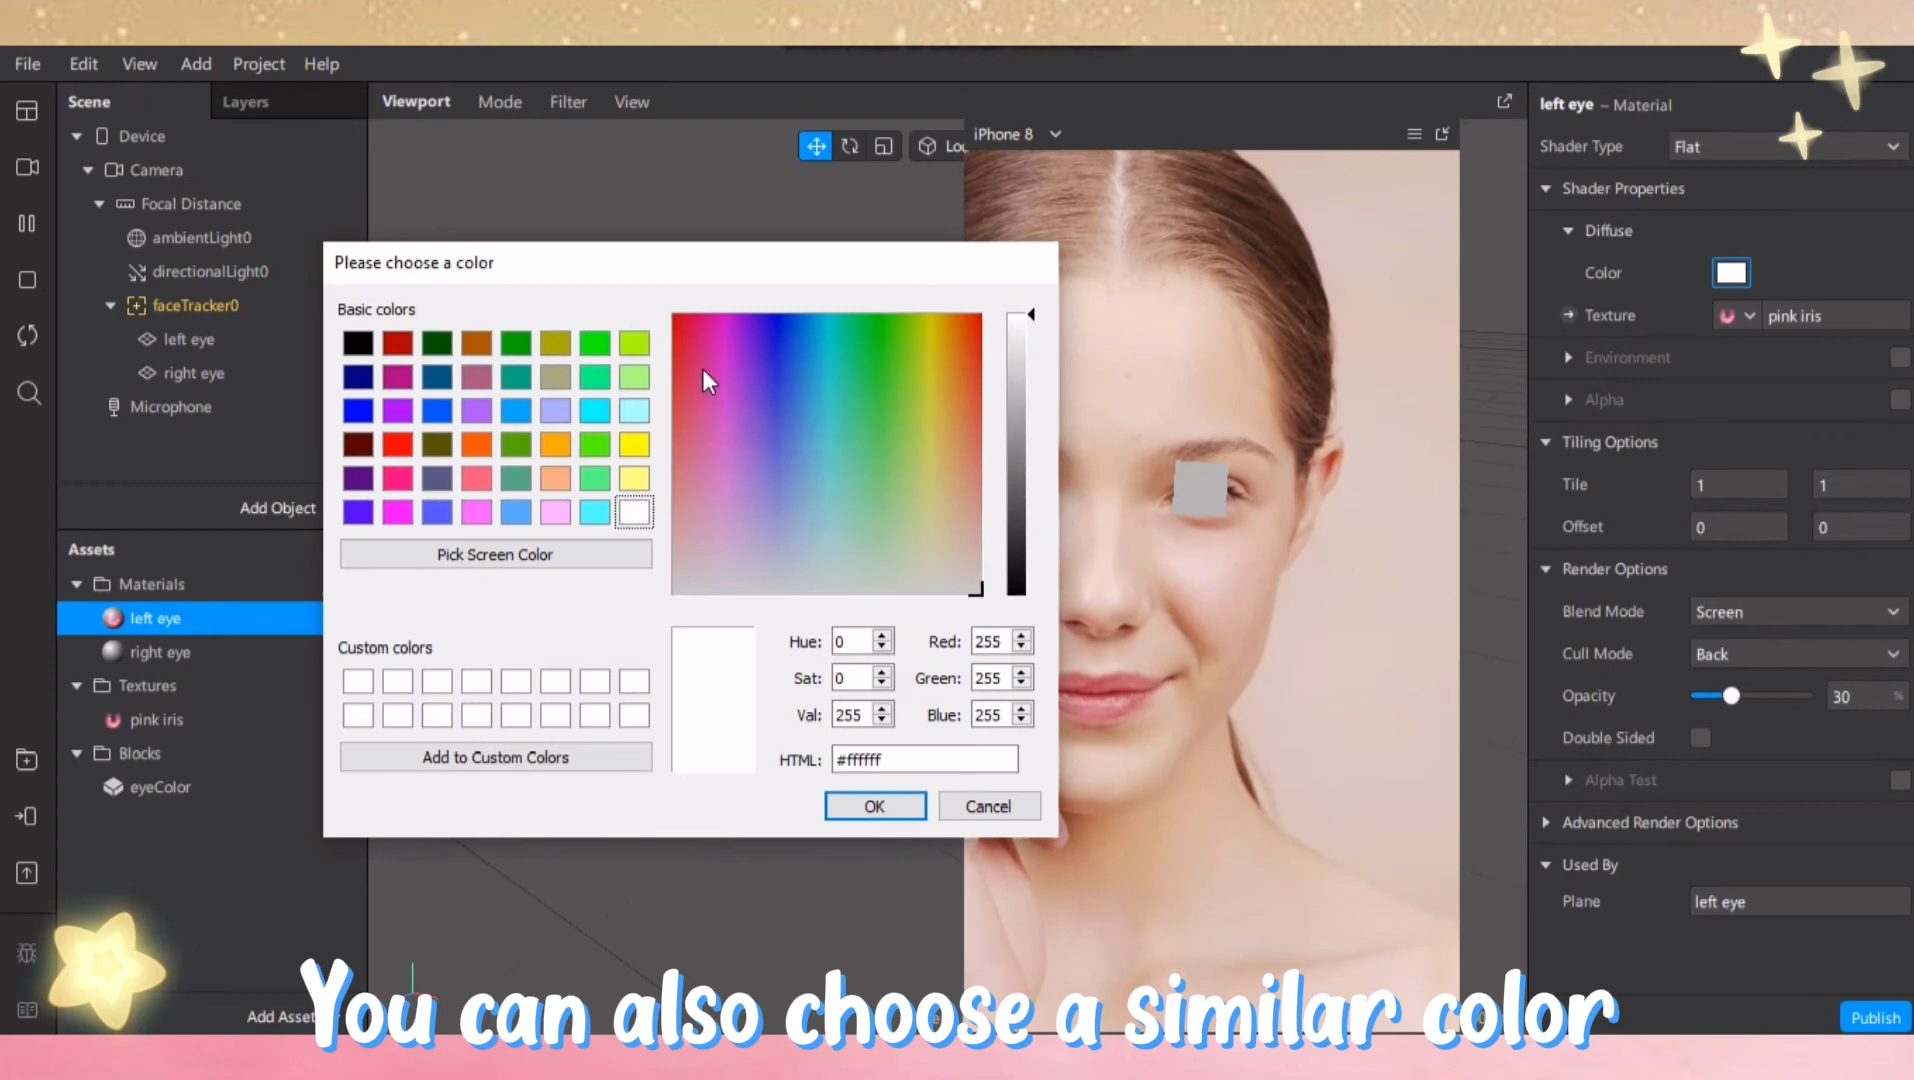 File Edit View Add Project Help
Scene Layers
Device
Camera
Focal Distance
ambientLight0
directionalLight0
faceTracker0
left eye
right eye
Microphone
Add Object
Assets
Materials
left eye
right eye
Textures
pink iris
Blocks
eyeColor
Add Asset
Viewport Mode Filter View
iPhone 8
Please choose a color
Basic colors
Pick Screen Color
Custom colors
Add to Custom Colors
Hue: 0 Red: 255
Sat: 0 Green: 255
Val: 255 Blue: 255
HTML: #ffffff
OK Cancel
left eye – Material
Shader Type Flat
Shader Properties
Diffuse
Color
Texture pink iris
Environment
Alpha
Tiling Options
Tile 1 1
Offset 0 0
Render Options
Blend Mode Screen
Cull Mode Back
Opacity 30 %
Double Sided
Alpha Test
Advanced Render Options
Used By
Plane left eye
Publish
You can also choose a similar color